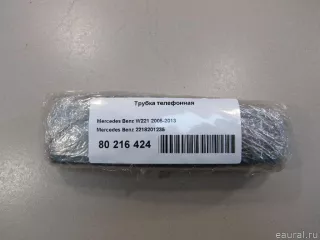 Трубка телефонная
Mercedes Benz W221 2005-2013
Mercedes Benz 2218201235
80 216 424
eaural.ru